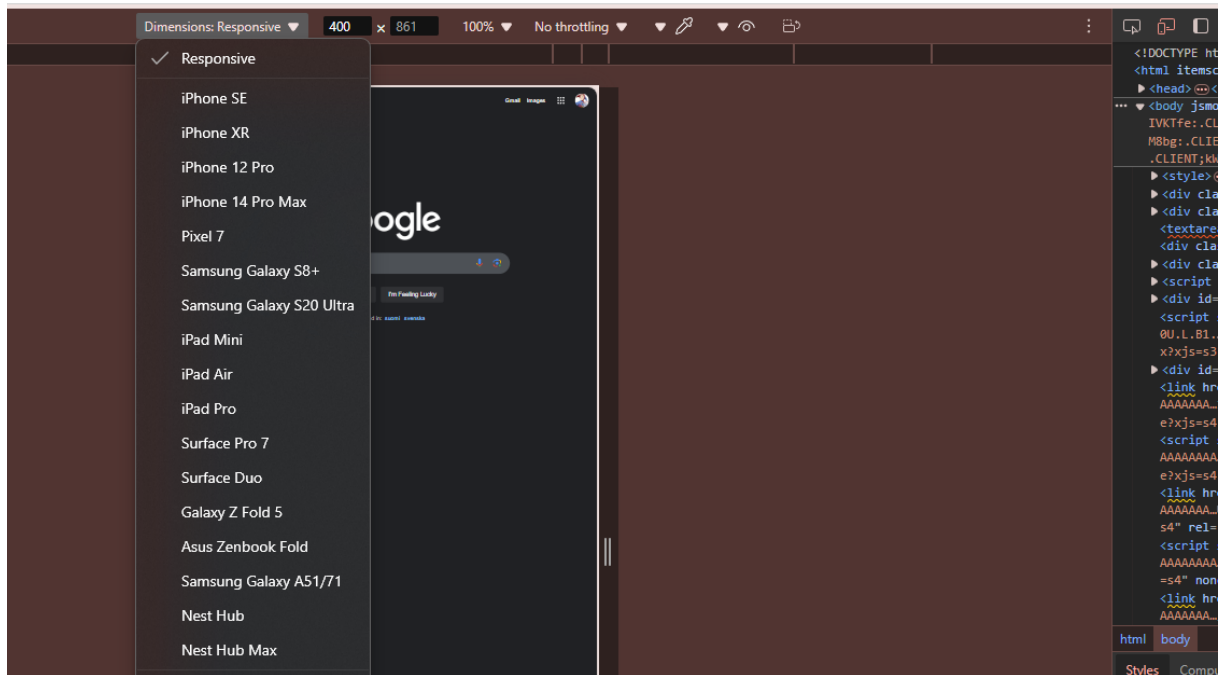 Dimensions: Responsive 400 × 861 100% No throttling
Responsive
iPhone SE
iPhone XR
iPhone 12 Pro
iPhone 14 Pro Max
Pixel 7
Samsung Galaxy S8+
Samsung Galaxy S20 Ultra
iPad Mini
iPad Air
iPad Pro
Surface Pro 7
Surface Duo
Galaxy Z Fold 5
Asus Zenbook Fold
Samsung Galaxy A51/71
Nest Hub
Nest Hub Max
Gmail Images
ogle
I'm Feeling Lucky
d in: suomi svenska
<!DOCTYPE ht
<html itemsc
<head> <
<body jsmo
IVKTfe:.CL
M8bg:.CLIE
.CLIENT;kW
<style>
<div cla
<div cla
<textare
<div cla
<div cla
<script
<div id=
<script
0U.L.B1.
x?xjs=s3
<div id=
<link hr
AAAAAAA…
e?xjs=s4
<script
AAAAAAAA
e?xjs=s4
<link hr
AAAAAAA…
s4" rel=
<script
AAAAAAAA
=s4" non
<link hr
AAAAAAA…
html body
Styles Compu